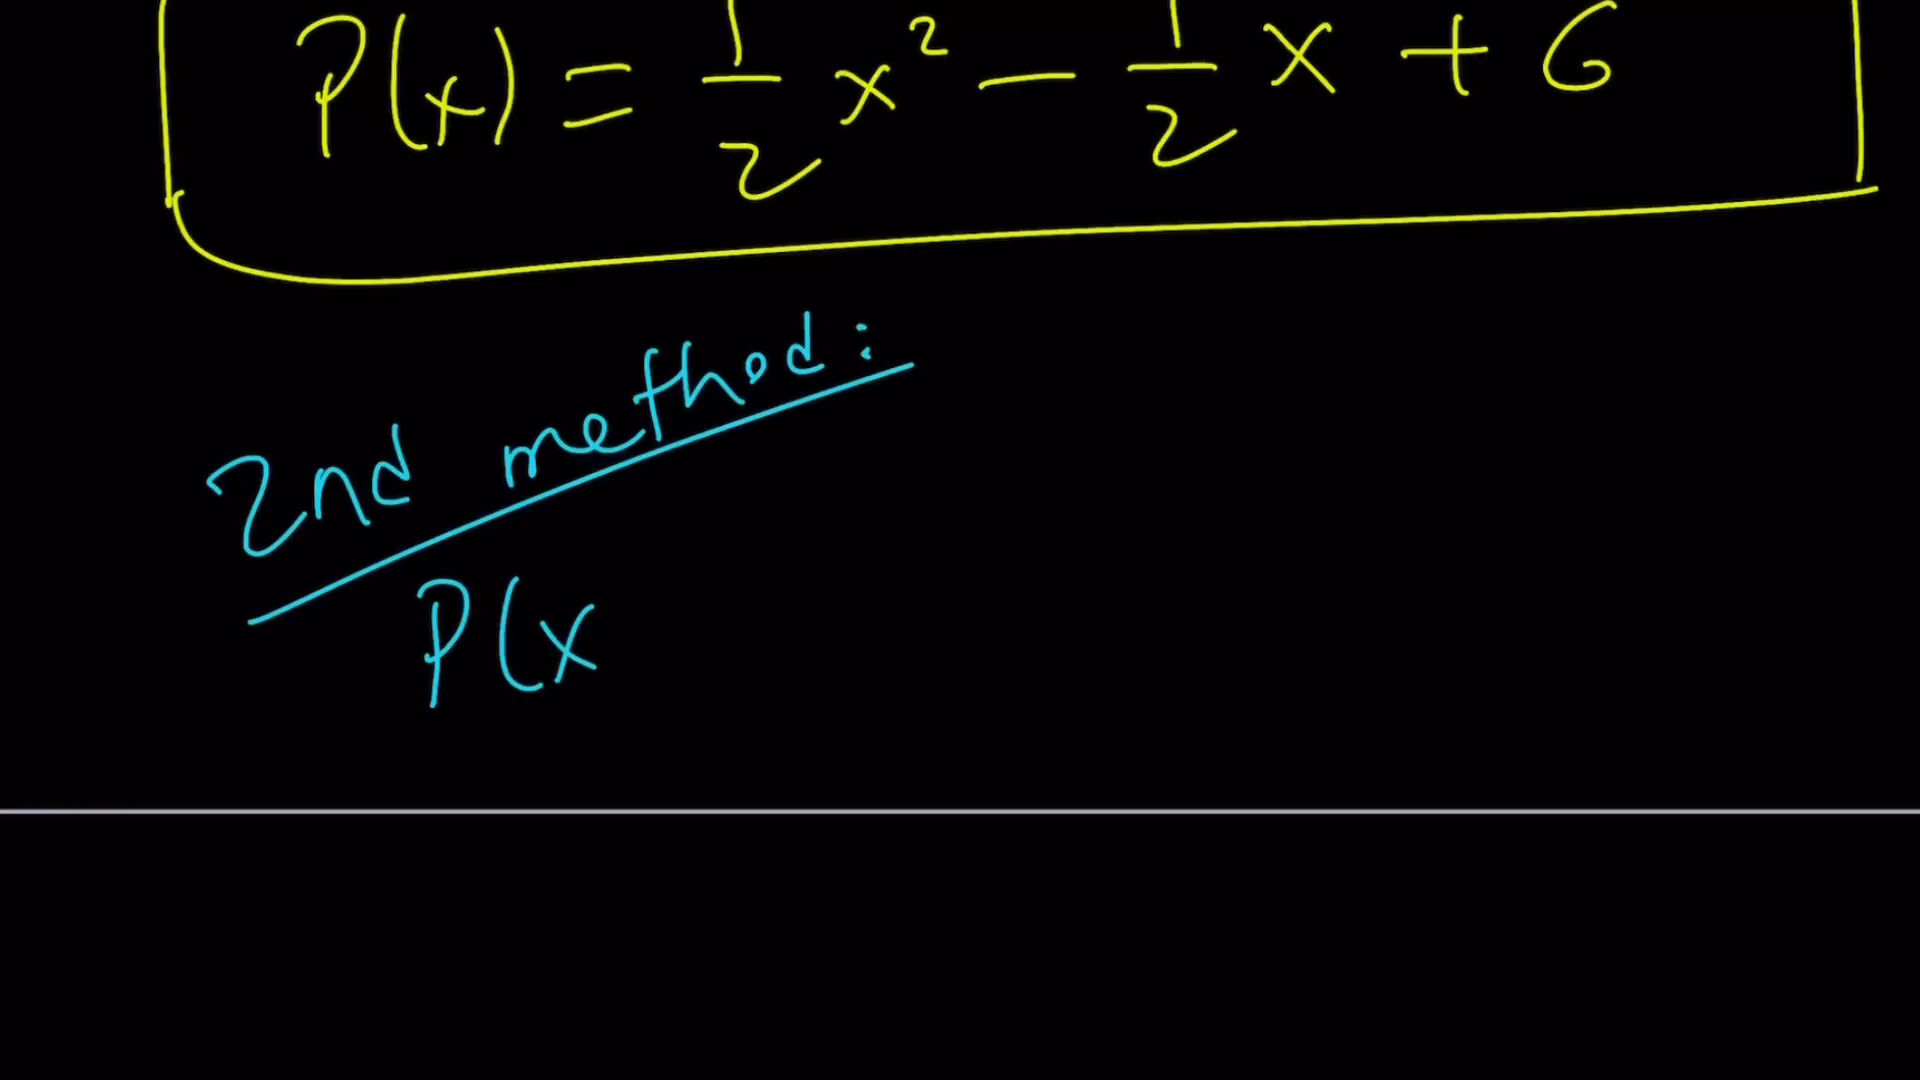 P(x) = 1/2 x² - 1/2 x + 6
2nd method:
P(x